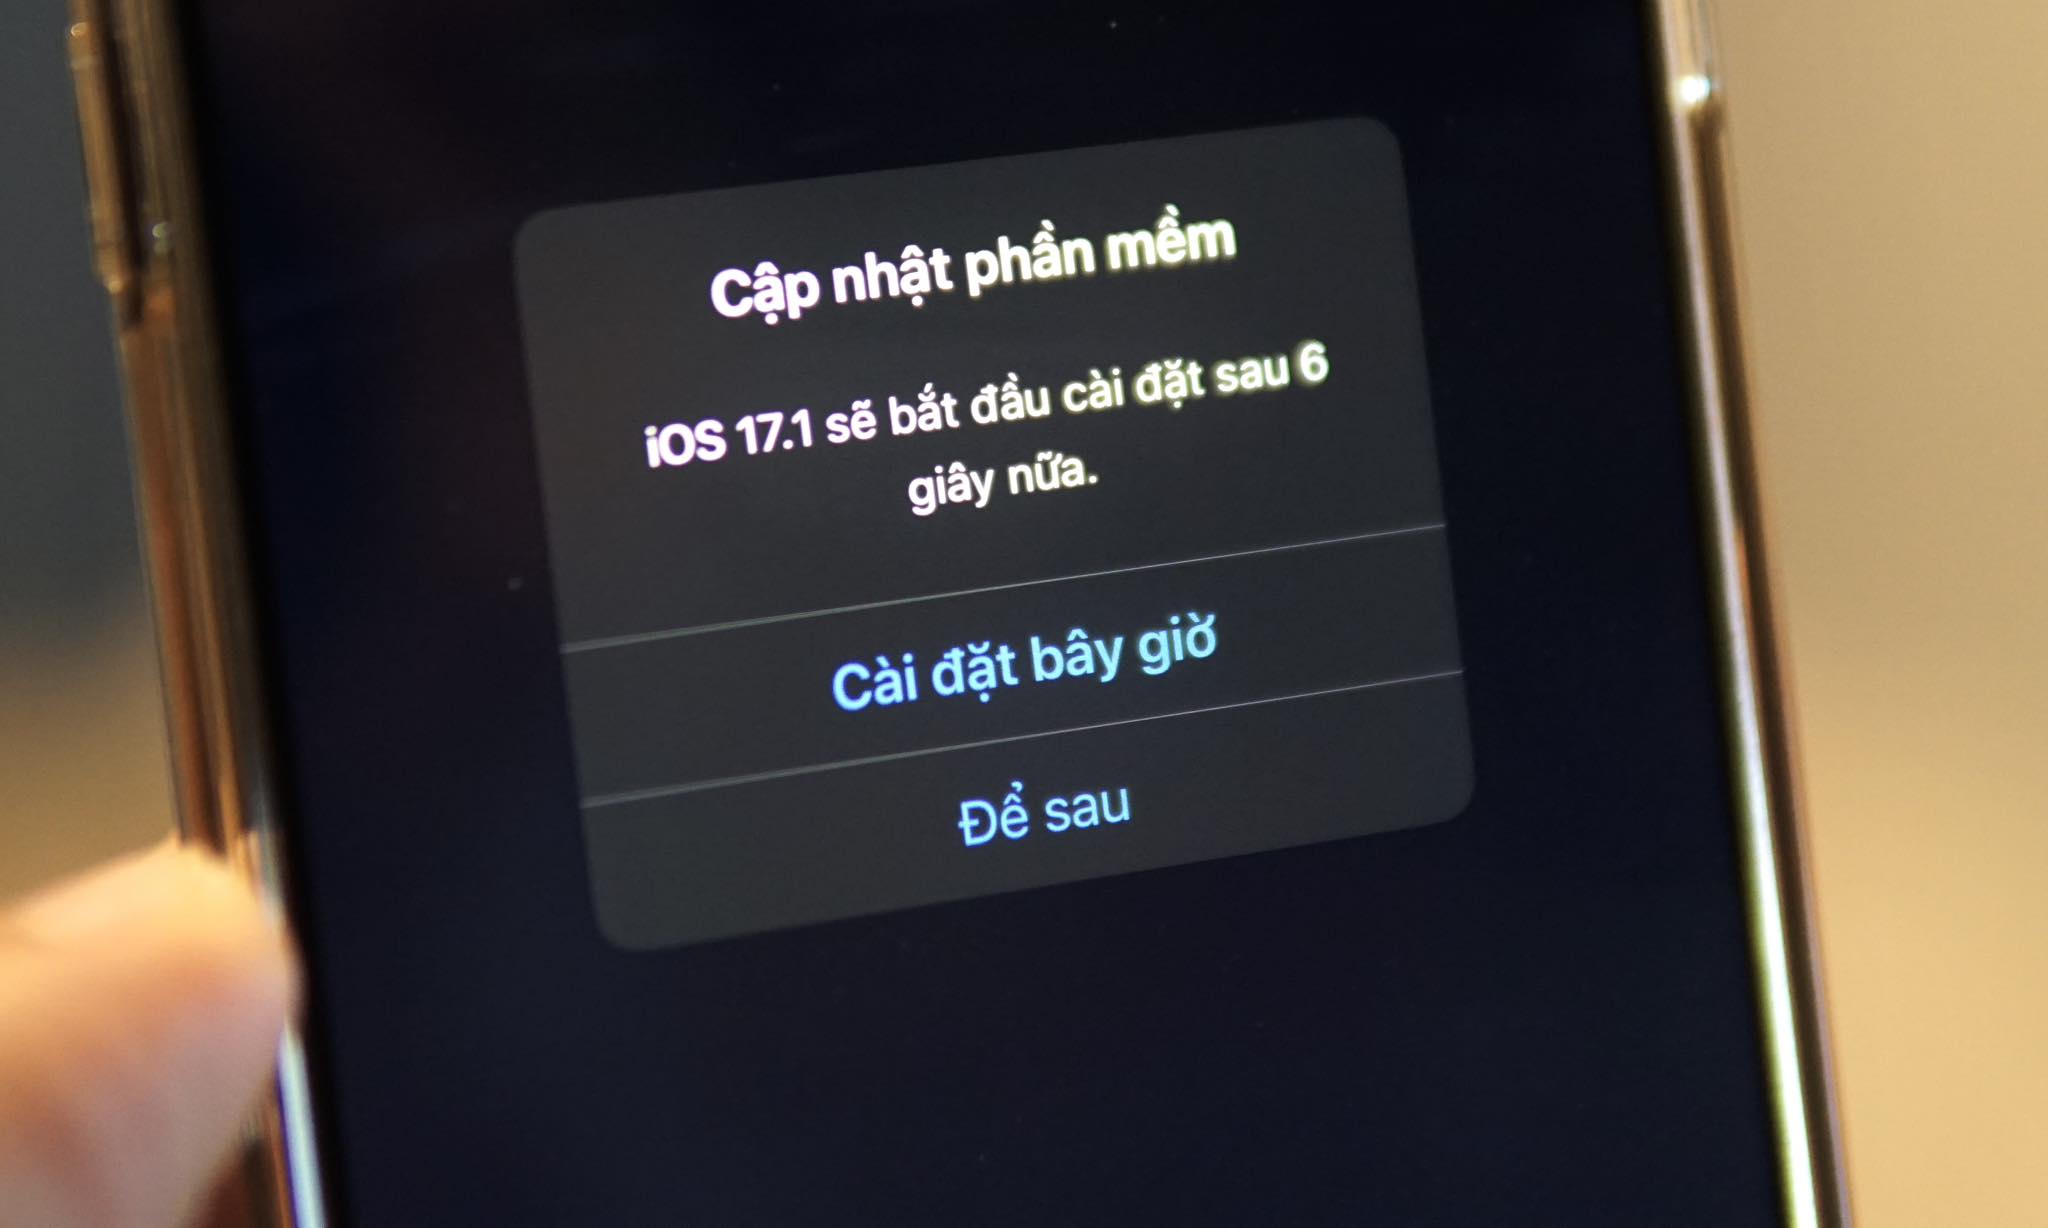 Cập nhật phần mềm
iOS 17.1 sẽ bắt đầu cài đặt sau 6
giây nữa.
Cài đặt bây giờ
Để sau